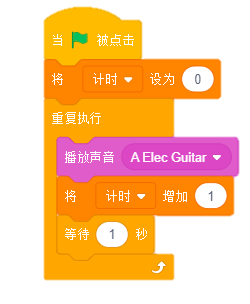 当 被点击
将 计时 设为 0
重复执行
播放声音 A Elec Guitar
将 计时 增加 1
等待 1 秒